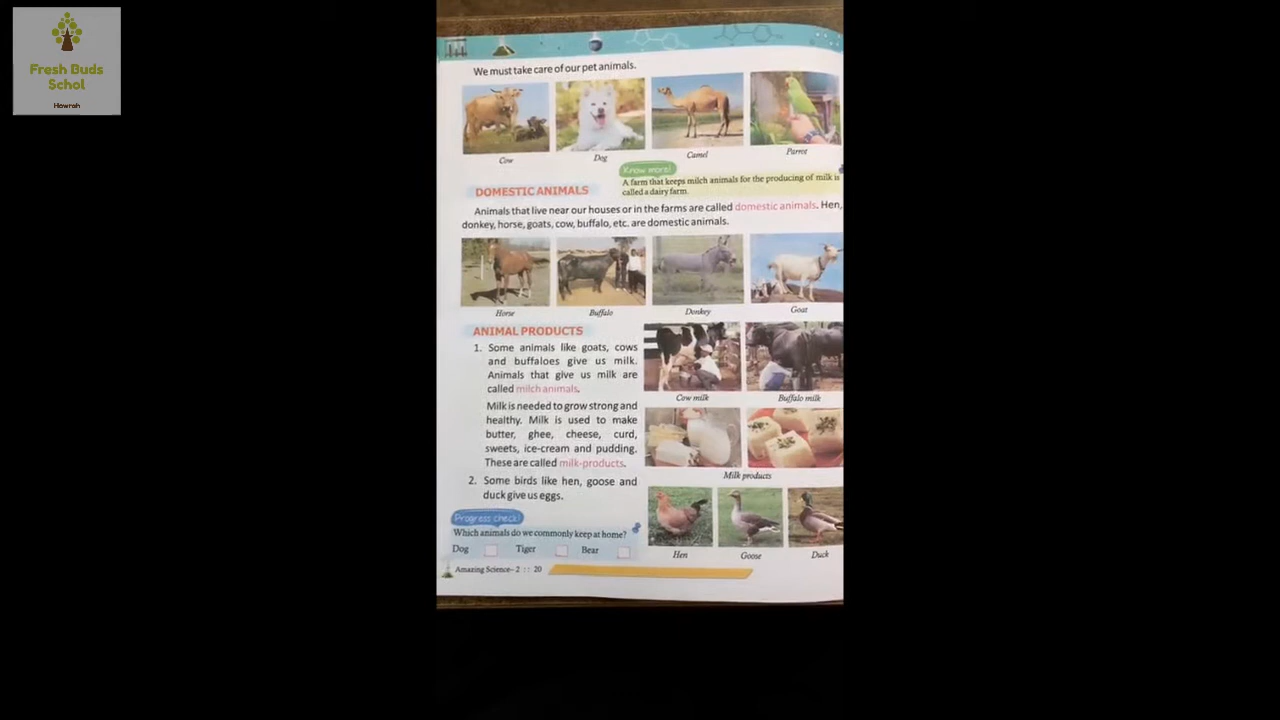 Fresh Buds
Schol
Howrah
We must take care of our pet animals.
Cow
Dog
Camel
Parrot
Know more!
A farm that keeps milch animals for the producing of milk is
called a dairy farm.
DOMESTIC ANIMALS
Animals that live near our houses or in the farms are called domestic animals. Hen,
donkey, horse, goats, cow, buffalo, etc. are domestic animals.
Horse
Buffalo
Donkey
Goat
ANIMAL PRODUCTS
1. Some animals like goats, cows
and buffaloes give us milk.
Animals that give us milk are
called milch animals.
Milk is needed to grow strong and
healthy. Milk is used to make
butter, ghee, cheese, curd,
sweets, ice-cream and pudding.
These are called milk-products.
2. Some birds like hen, goose and
duck give us eggs.
Cow milk
Buffalo milk
Milk products
Hen
Goose
Duck
Progress check!
Which animals do we commonly keep at home?
Dog
Tiger
Bear
Amazing Science-2 :: 20